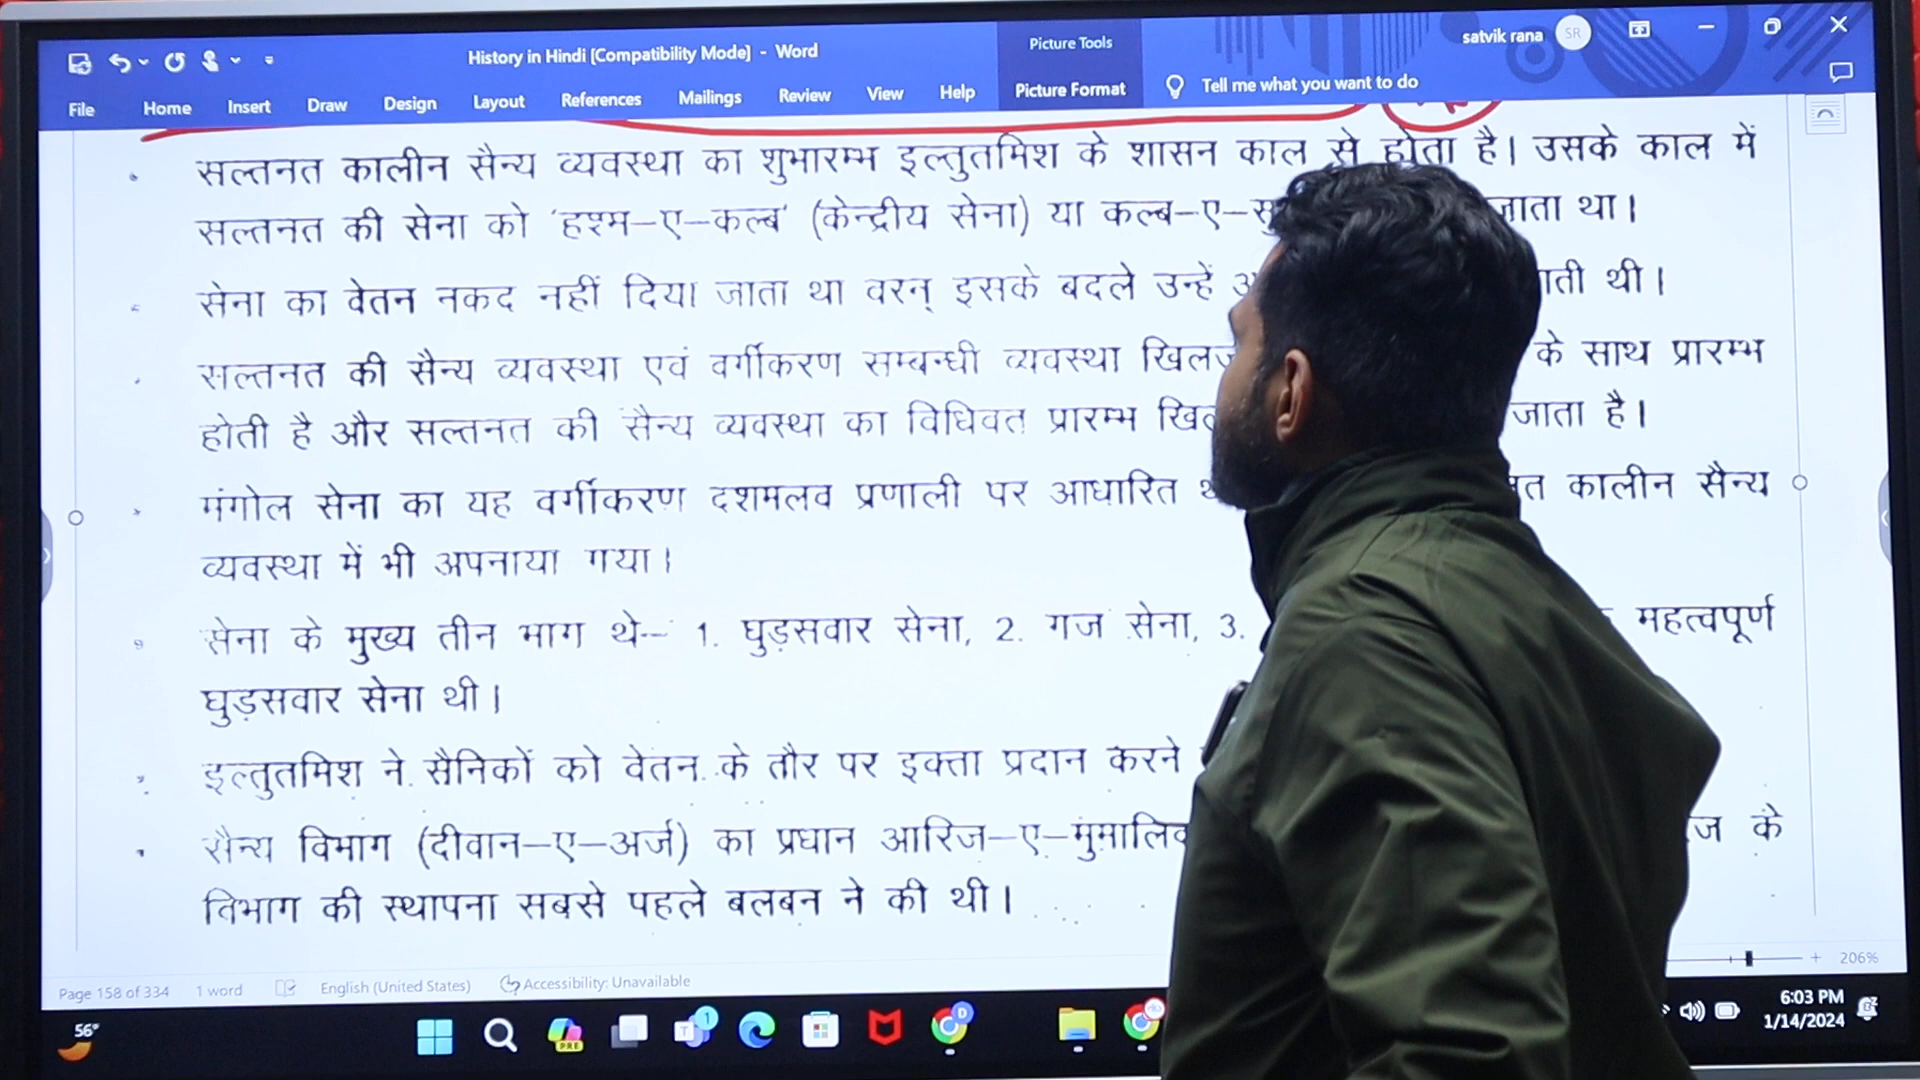 History in Hindi [Compatibility Mode] - Word
Picture Tools
satvik rana
SR
File Home Insert Draw Design Layout References Mailings Review View Help Picture Format Tell me what you want to do
सल्तनत कालीन सैन्य व्यवस्था का शुभारम्भ इल्तुतमिश के शासन काल से होता है। उसके काल में
सल्तनत की सेना को 'हश्म-ए-कल्ब' (केन्द्रीय सेना) या कल्ब-ए- जाता था।
सेना का वेतन नकद नहीं दिया जाता था वरन् इसके बदले उन्हें थी।
सल्तनत की सैन्य व्यवस्था एवं वर्गीकरण सम्बन्धी व्यवस्था के साथ प्रारम्भ
होती है और सल्तनत की सैन्य व्यवस्था का विधिवत प्रारम्भ जाता है।
मंगोल सेना का यह वर्गीकरण दशमलव प्रणाली पर आधारित कालीन सैन्य
व्यवस्था में भी अपनाया गया।
सेना के मुख्य तीन भाग थे-- 1. घुड़सवार सेना, 2. गज सेना, 3. महत्वपूर्ण
घुड़सवार सेना थी।
इल्तुतमिश ने सैनिकों को वेतन के तौर पर इक्ता प्रदान करने
सैन्य विभाग (दीवान-ए-अर्ज) का प्रधान के
विभाग की स्थापना सबसे पहले बलबन ने की थी।
Page 158 of 334 1 word English (United States) Accessibility: Unavailable 206%
56° PRE 1 D 6:03 PM
1/14/2024